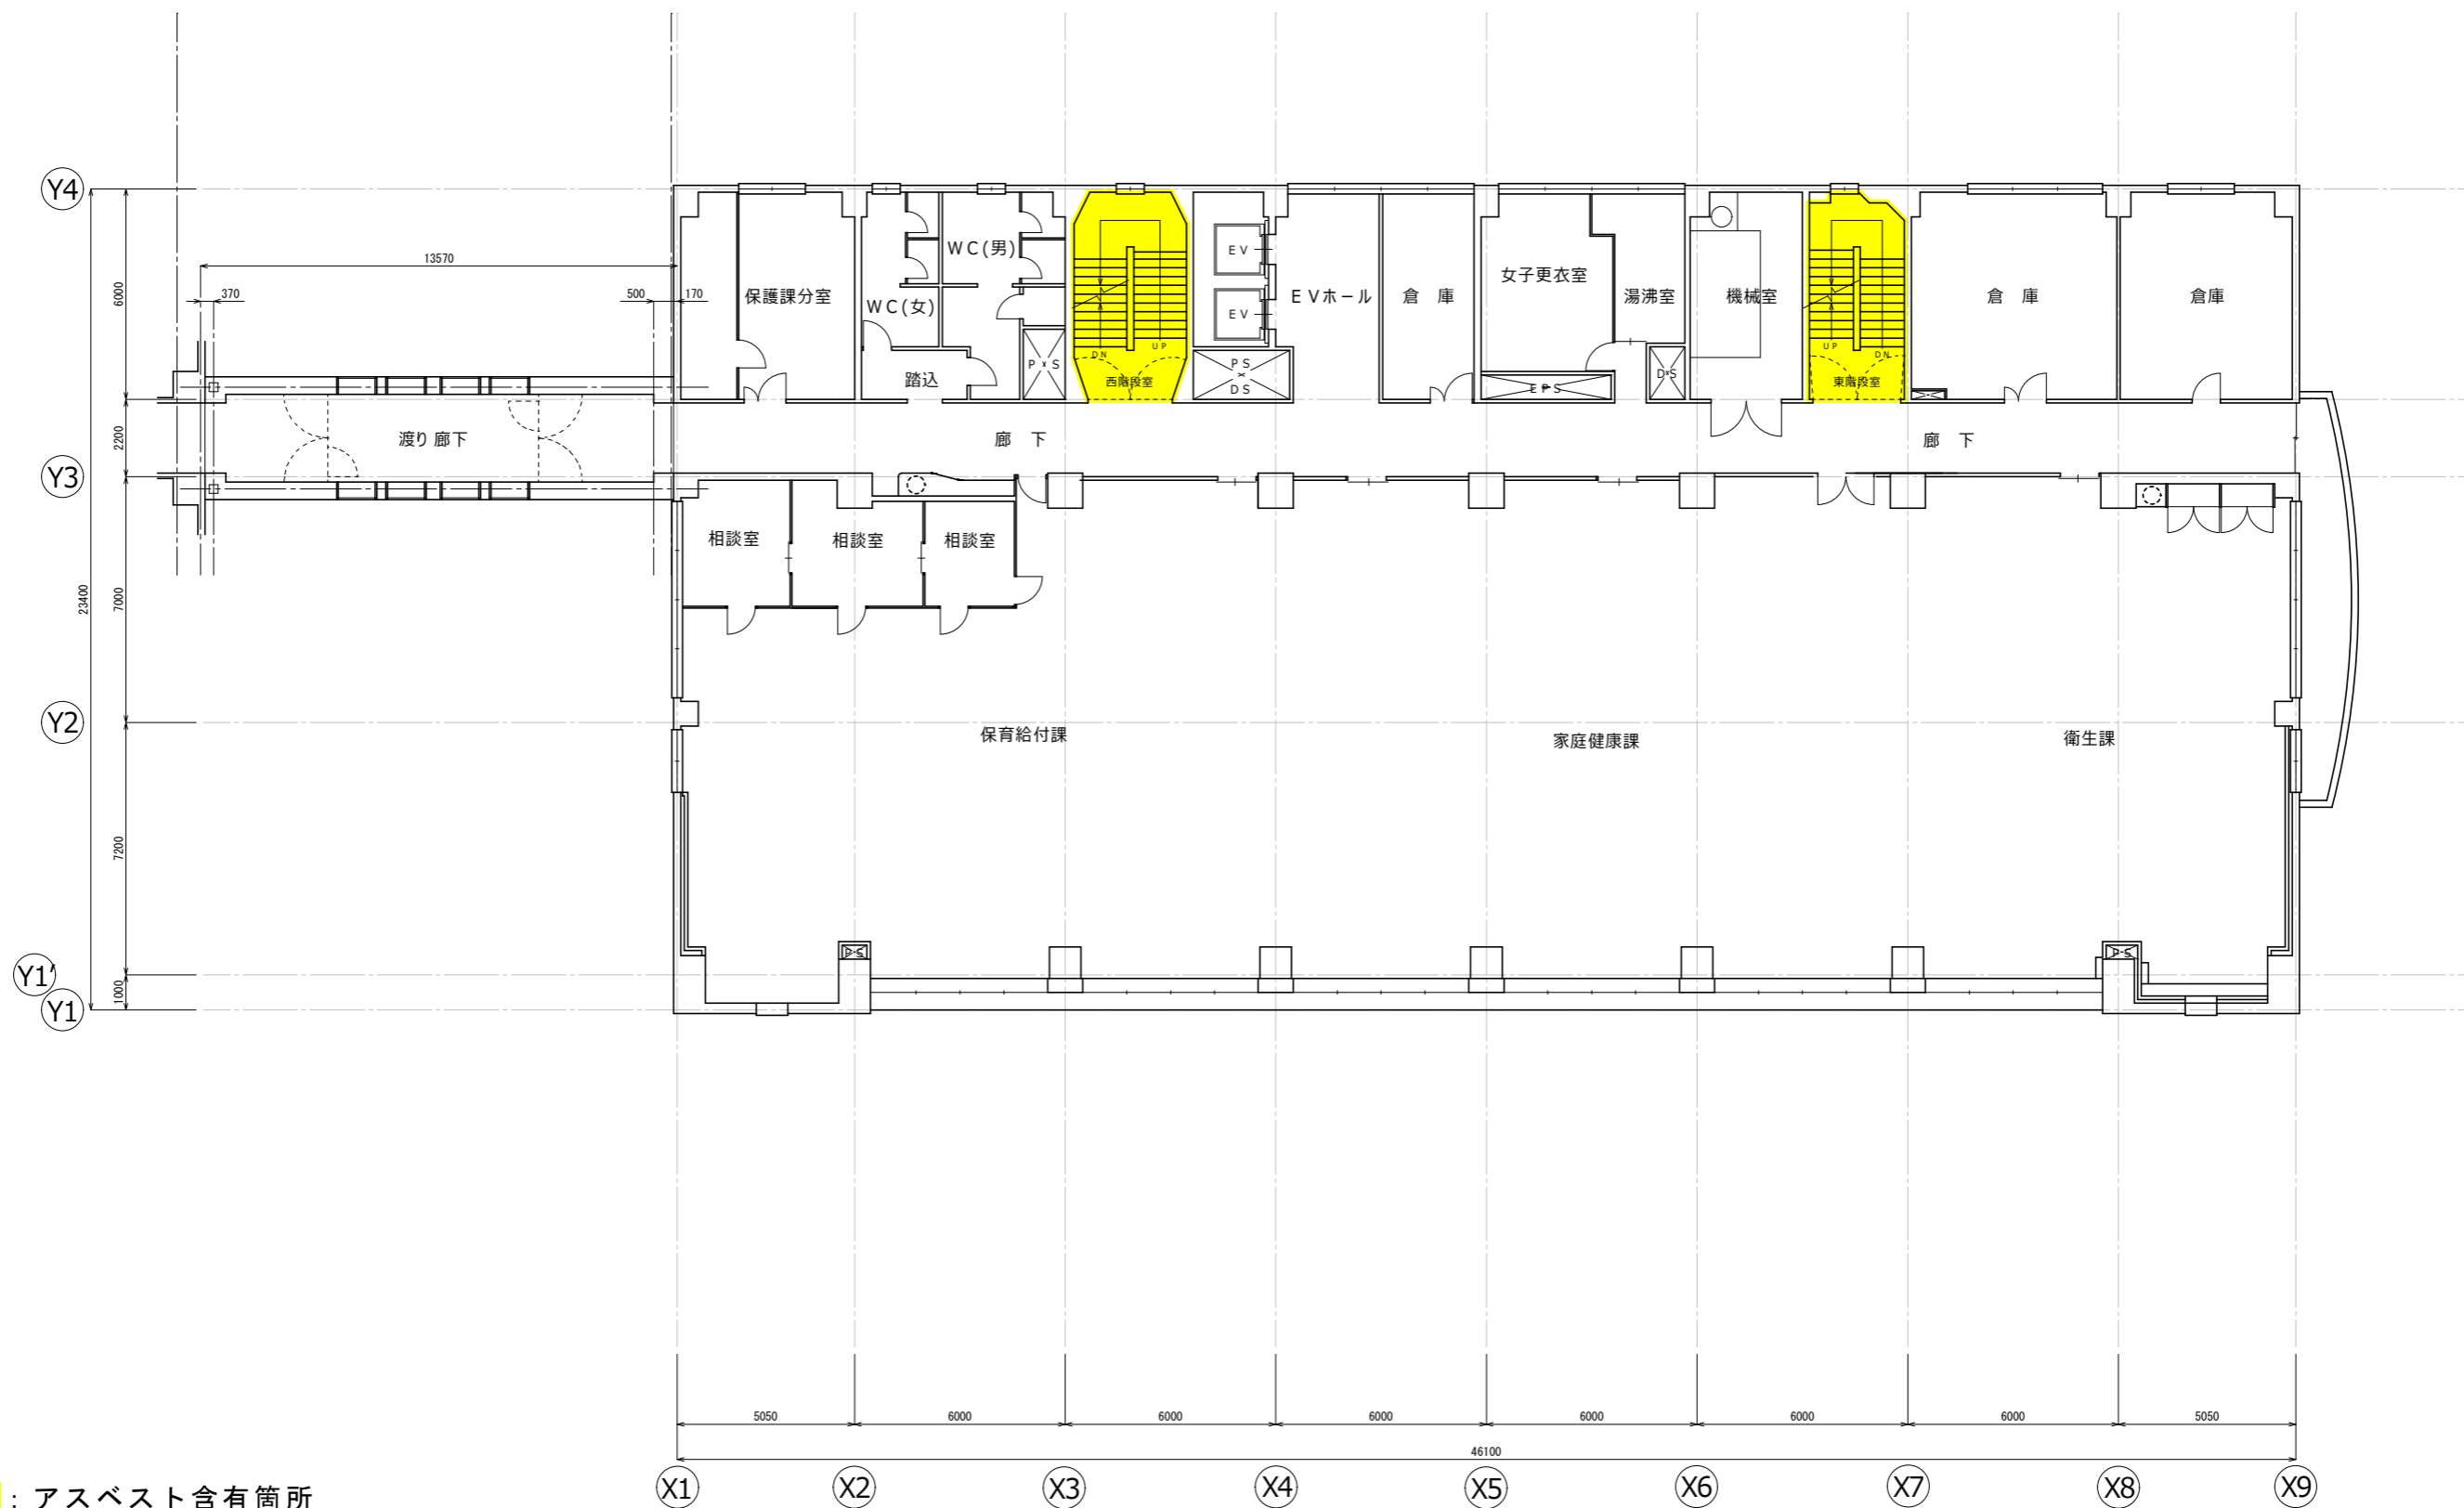 Y4
13570
370
500
170
6000
保護課分室
WC(女)
WC(男)
踏込
PS
DN
UP
西階段室
EV
EV
PS
DS
EVホール
倉 庫
女子更衣室
湯沸室
EPS
DS
機械室
UP
DN
東階段室
倉 庫
倉庫
2200
渡り廊下
廊 下
廊 下
Y3
相談室
相談室
相談室
23400
7000
Y2
保育給付課
家庭健康課
衛生課
7200
PS
PS
Y1'
1000
Y1
5050
6000
6000
6000
6000
6000
6000
5050
46100
X1
X2
X3
X4
X5
X6
X7
X8
X9
: アスベスト含有箇所